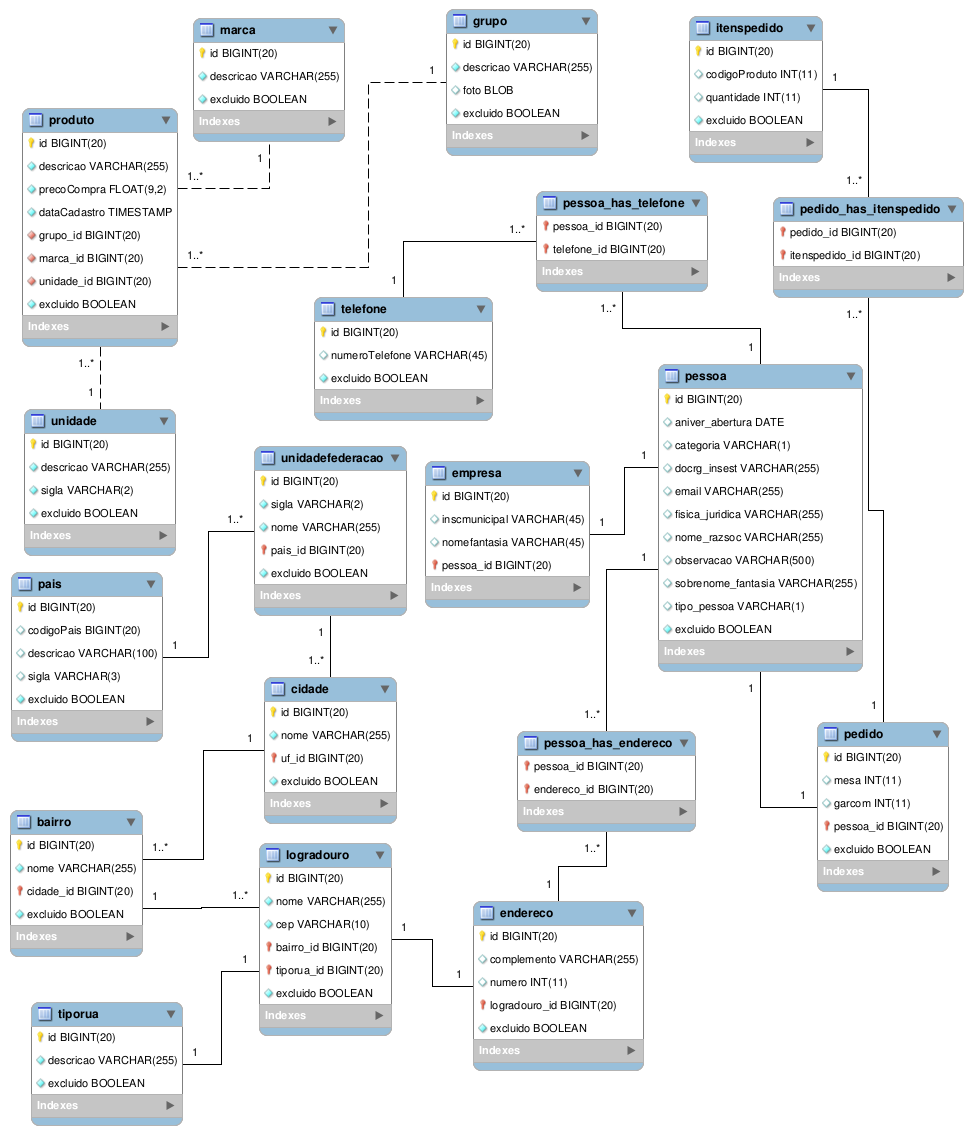 marca
id BIGINT(20)
descricao VARCHAR(255)
excluido BOOLEAN
Indexes
grupo
id BIGINT(20)
descricao VARCHAR(255)
foto BLOB
excluido BOOLEAN
Indexes
itenspedido
id BIGINT(20)
codigoProduto INT(11)
quantidade INT(11)
excluido BOOLEAN
Indexes
1
1
1
1..*
1..*
1..*
produto
id BIGINT(20)
descricao VARCHAR(255)
precoCompra FLOAT(9,2)
dataCadastro TIMESTAMP
grupo_id BIGINT(20)
marca_id BIGINT(20)
unidade_id BIGINT(20)
excluido BOOLEAN
Indexes
pessoa_has_telefone
pessoa_id BIGINT(20)
telefone_id BIGINT(20)
Indexes
pedido_has_itenspedido
pedido_id BIGINT(20)
itenspedido_id BIGINT(20)
Indexes
1..*
1
1..*
1
1..*
telefone
id BIGINT(20)
numeroTelefone VARCHAR(45)
excluido BOOLEAN
Indexes
1..*
1
unidade
id BIGINT(20)
descricao VARCHAR(255)
sigla VARCHAR(2)
excluido BOOLEAN
Indexes
pessoa
id BIGINT(20)
aniver_abertura DATE
categoria VARCHAR(1)
docrg_insest VARCHAR(255)
email VARCHAR(255)
fisica_juridica VARCHAR(255)
nome_razsoc VARCHAR(255)
observacao VARCHAR(500)
sobrenome_fantasia VARCHAR(255)
tipo_pessoa VARCHAR(1)
excluido BOOLEAN
Indexes
unidadefederacao
id BIGINT(20)
sigla VARCHAR(2)
nome VARCHAR(255)
pais_id BIGINT(20)
excluido BOOLEAN
Indexes
empresa
id BIGINT(20)
inscmunicipal VARCHAR(45)
nomefantasia VARCHAR(45)
pessoa_id BIGINT(20)
Indexes
1
1
1
1..*
1
pais
id BIGINT(20)
codigoPais BIGINT(20)
descricao VARCHAR(100)
sigla VARCHAR(3)
excluido BOOLEAN
Indexes
1
1..*
cidade
id BIGINT(20)
nome VARCHAR(255)
uf_id BIGINT(20)
excluido BOOLEAN
Indexes
1
1..*
1..*
1
1
1
pessoa_has_endereco
pessoa_id BIGINT(20)
endereco_id BIGINT(20)
Indexes
pedido
id BIGINT(20)
mesa INT(11)
garcom INT(11)
pessoa_id BIGINT(20)
excluido BOOLEAN
Indexes
bairro
id BIGINT(20)
nome VARCHAR(255)
cidade_id BIGINT(20)
excluido BOOLEAN
Indexes
1
1..*
logradouro
id BIGINT(20)
nome VARCHAR(255)
cep VARCHAR(10)
bairro_id BIGINT(20)
tiporua_id BIGINT(20)
excluido BOOLEAN
Indexes
1..*
1
1
1
endereco
id BIGINT(20)
complemento VARCHAR(255)
numero INT(11)
logradouro_id BIGINT(20)
excluido BOOLEAN
Indexes
1
1
tiporua
id BIGINT(20)
descricao VARCHAR(255)
excluido BOOLEAN
Indexes